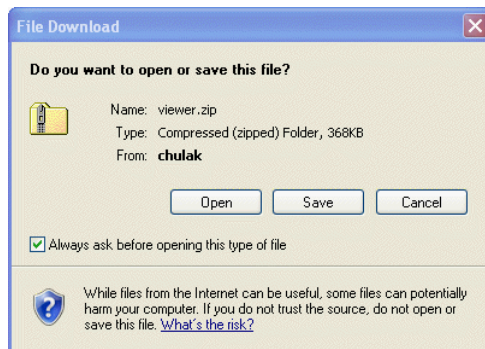 File Download
Do you want to open or save this file?
Name: viewer.zip
Type: Compressed (zipped) Folder, 368KB
From: chulak
Open Save Cancel
Always ask before opening this type of file
While files from the Internet can be useful, some files can potentially
harm your computer. If you do not trust the source, do not open or
save this file. What's the risk?